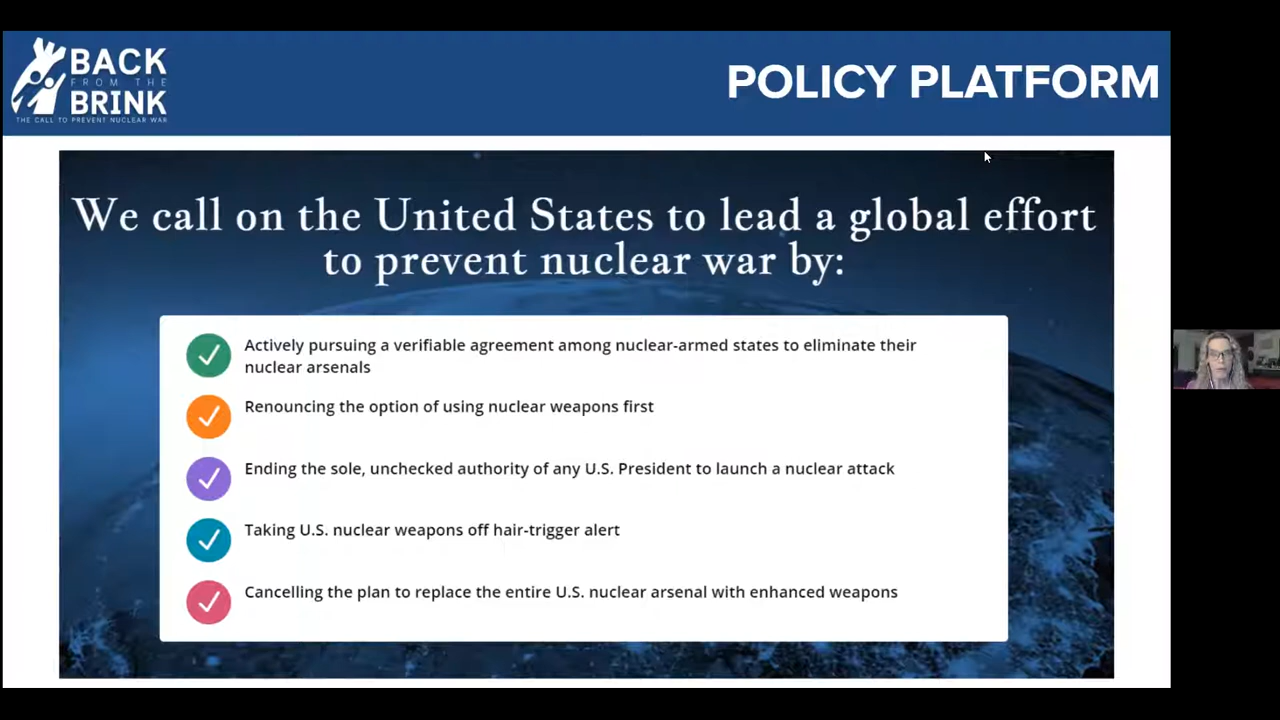 BACK
FROM THE
BRINK
THE CALL TO PREVENT NUCLEAR WAR
POLICY PLATFORM
We call on the United States to lead a global effort
to prevent nuclear war by:
Actively pursuing a verifiable agreement among nuclear-armed states to eliminate their
nuclear arsenals
Renouncing the option of using nuclear weapons first
Ending the sole, unchecked authority of any U.S. President to launch a nuclear attack
Taking U.S. nuclear weapons off hair-trigger alert
Cancelling the plan to replace the entire U.S. nuclear arsenal with enhanced weapons